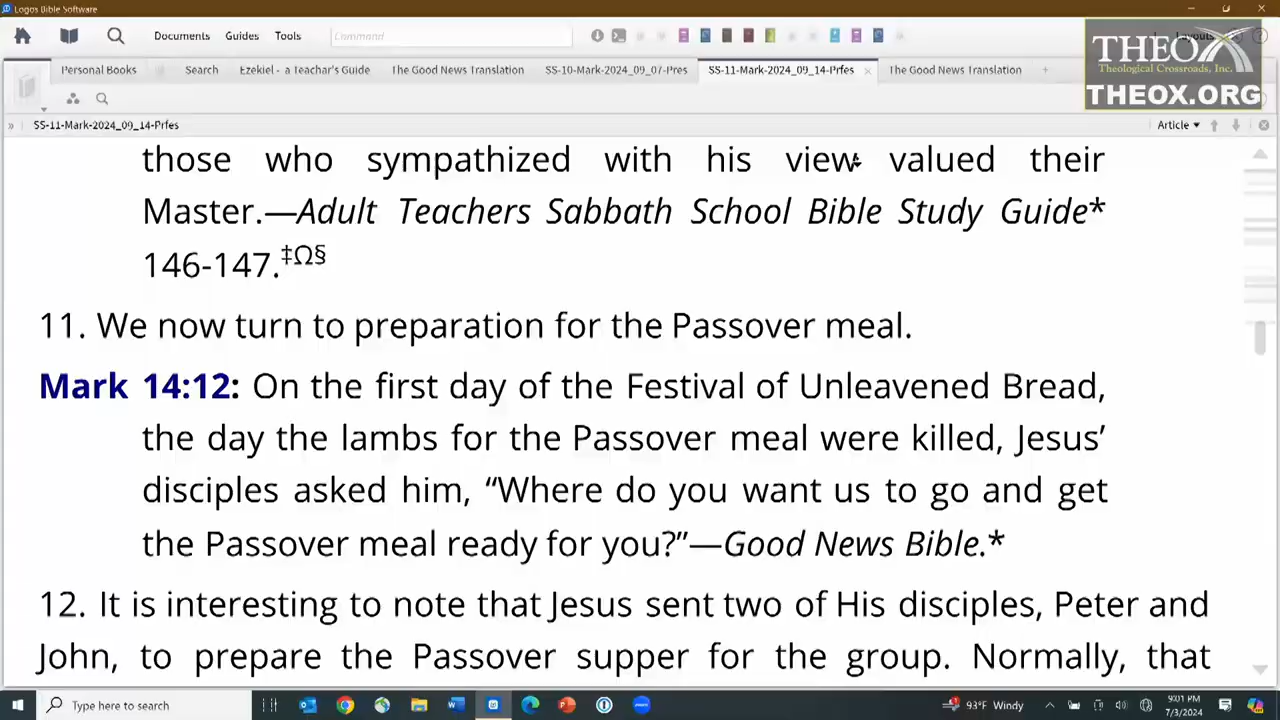 Logos Bible Software
Documents Guides Tools Command
Layouts
THEOX
Theological Crossroads, Inc.
THEOX.ORG
Personal Books Search Ezekiel - a Teacher's Guide SS-10-Mark-2024_09_07-Prfes SS-11-Mark-2024_09_14-Prfes The Good News Translation
SS-11-Mark-2024_09_14-Prfes Article
those who sympathized with his view valued their
Master.—Adult Teachers Sabbath School Bible Study Guide*
146-147.‡Ω§
11. We now turn to preparation for the Passover meal.
Mark 14:12: On the first day of the Festival of Unleavened Bread,
the day the lambs for the Passover meal were killed, Jesus’
disciples asked him, “Where do you want us to go and get
the Passover meal ready for you?”—Good News Bible.*
12. It is interesting to note that Jesus sent two of His disciples, Peter and
John, to prepare the Passover supper for the group. Normally, that
Type here to search 93°F Windy 9:01 PM
7/3/2024